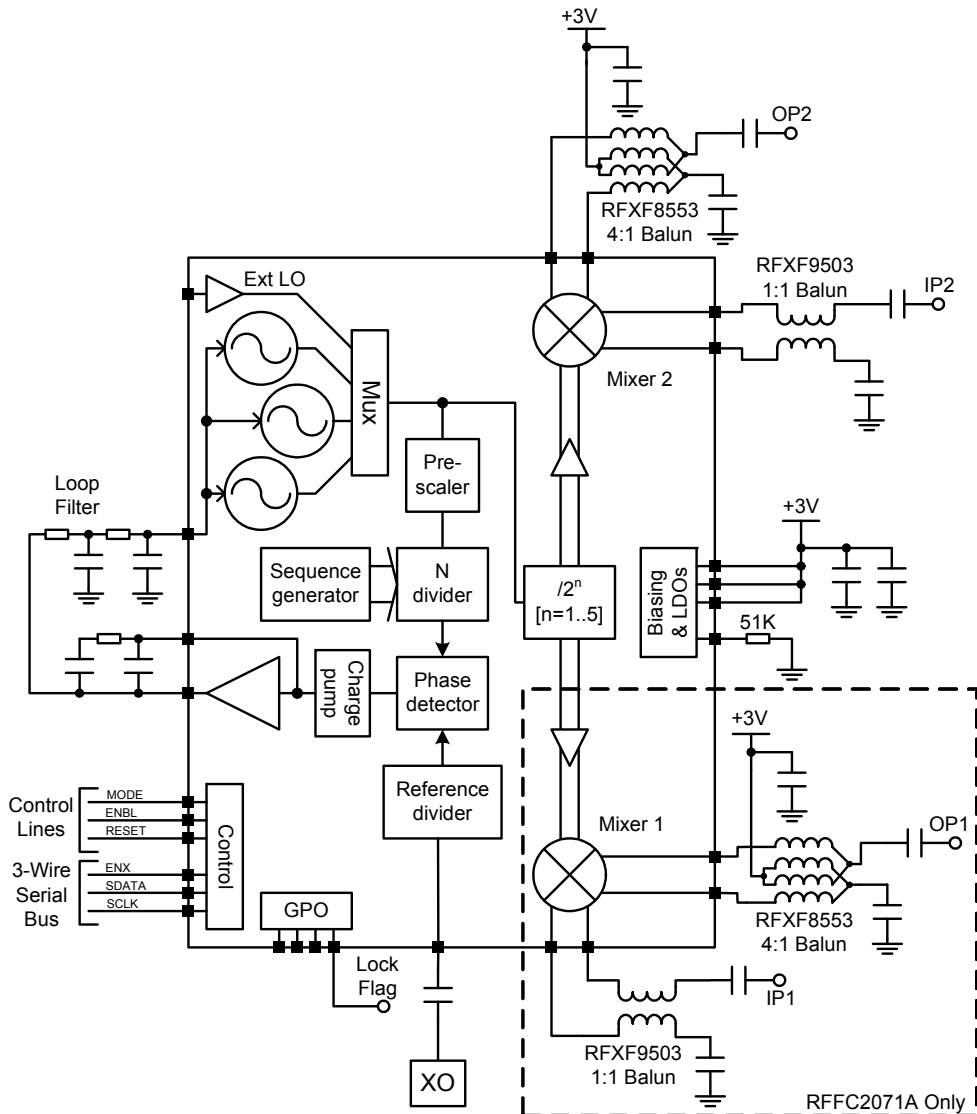 +3V
OP2
RFXF8553
4:1 Balun
RFXF9503
1:1 Balun
IP2
Ext LO
Mux
Mixer 2
Pre-
scaler
Loop
Filter
+3V
Sequence
generator
N
divider
/2ⁿ
[n=1..5]
Biasing
& LDOs
51K
Charge
pump
Phase
detector
+3V
Reference
divider
Mixer 1
OP1
Control
Lines
MODE
ENBL
RESET
3-Wire
Serial
Bus
ENX
SDATA
SCLK
Control
GPO
RFXF8553
4:1 Balun
Lock
Flag
IP1
RFXF9503
1:1 Balun
XO
RFFC2071A Only